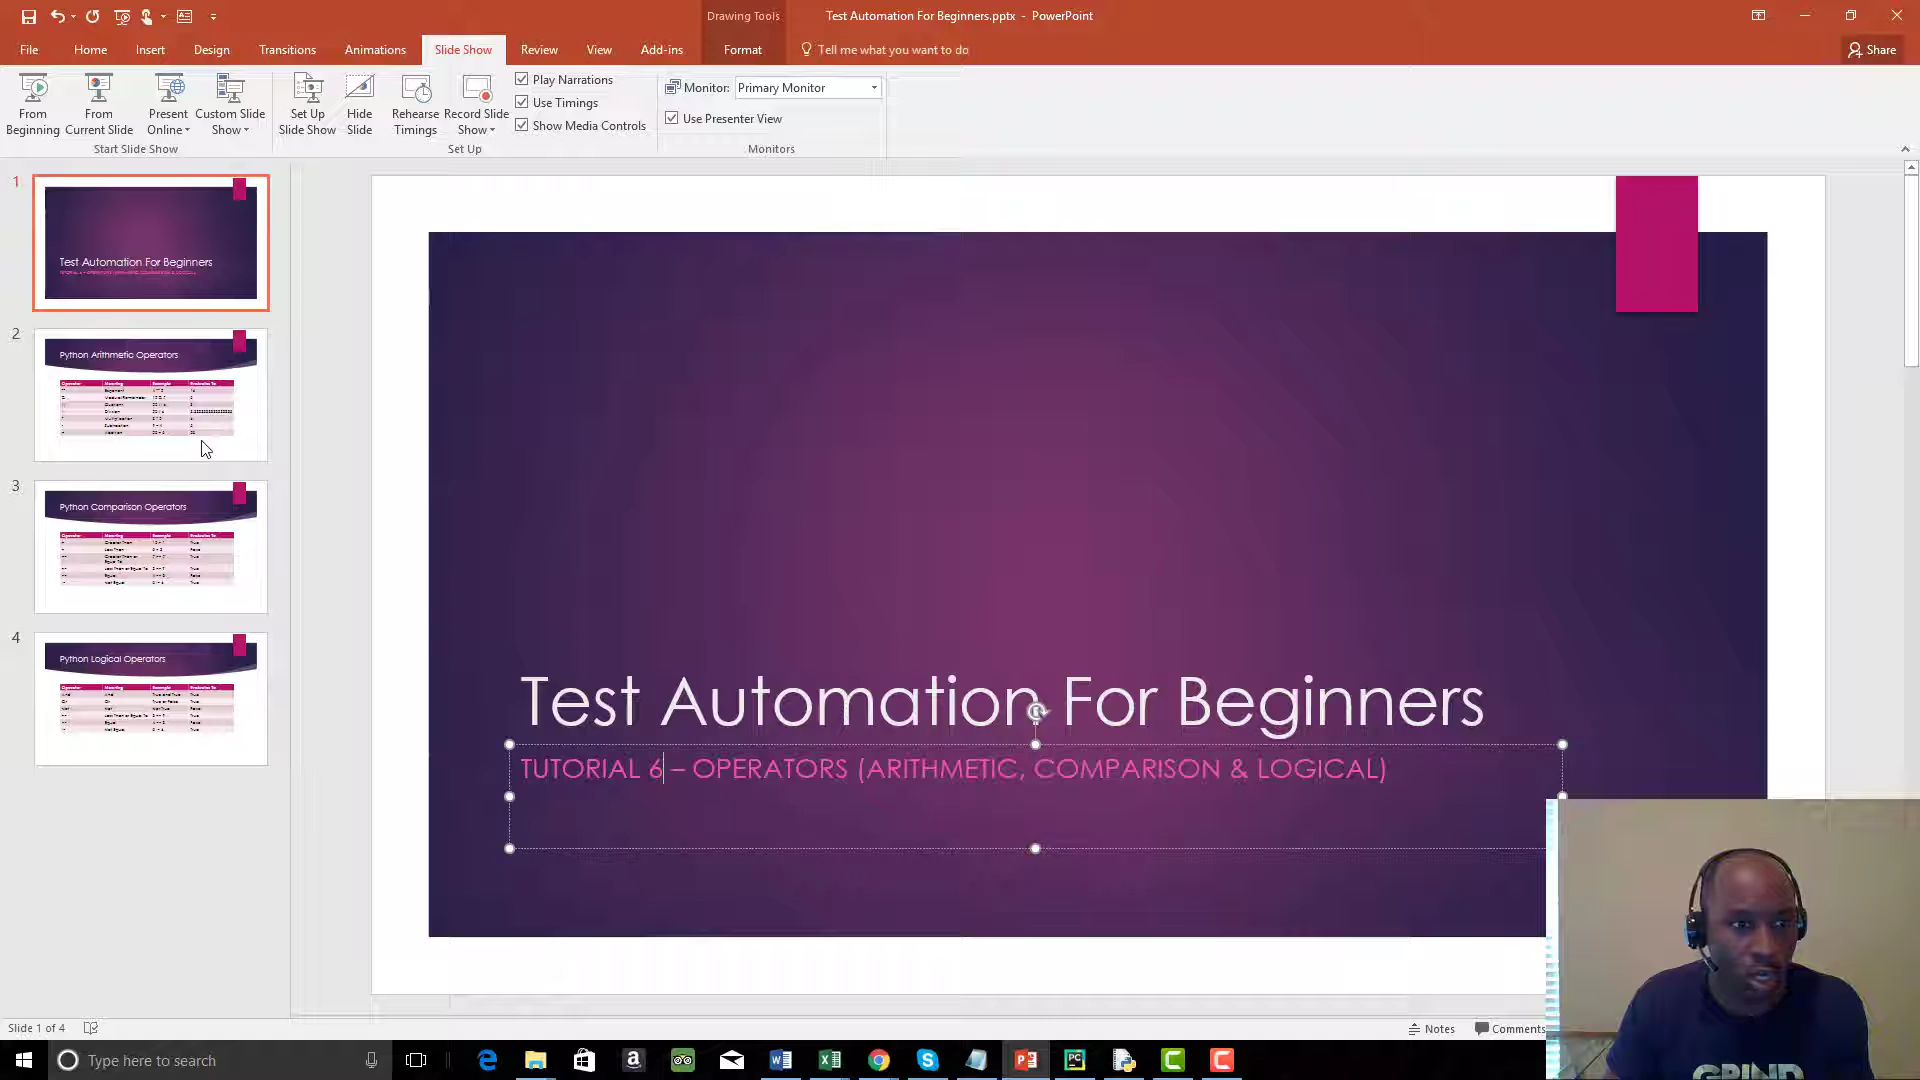 Drawing Tools
Test Automation For Beginners.pptx - PowerPoint
File Home Insert Design Transitions Animations Slide Show Review View Add-ins Format Tell me what you want to do Share
From Beginning
From Current Slide
Present Online
Custom Slide Show
Start Slide Show
Set Up Slide Show
Hide Slide
Rehearse Timings
Record Slide Show
Play Narrations
Use Timings
Show Media Controls
Set Up
Monitor: Primary Monitor
Use Presenter View
Monitors
1
Test Automation For Beginners
2
Python Arithmetic Operators
3
Python Comparison Operators
4
Python Logical Operators
Test Automation For Beginners
TUTORIAL 6 – OPERATORS (ARITHMETIC, COMPARISON & LOGICAL)
Slide 1 of 4
Notes Comments
Type here to search
GRIND